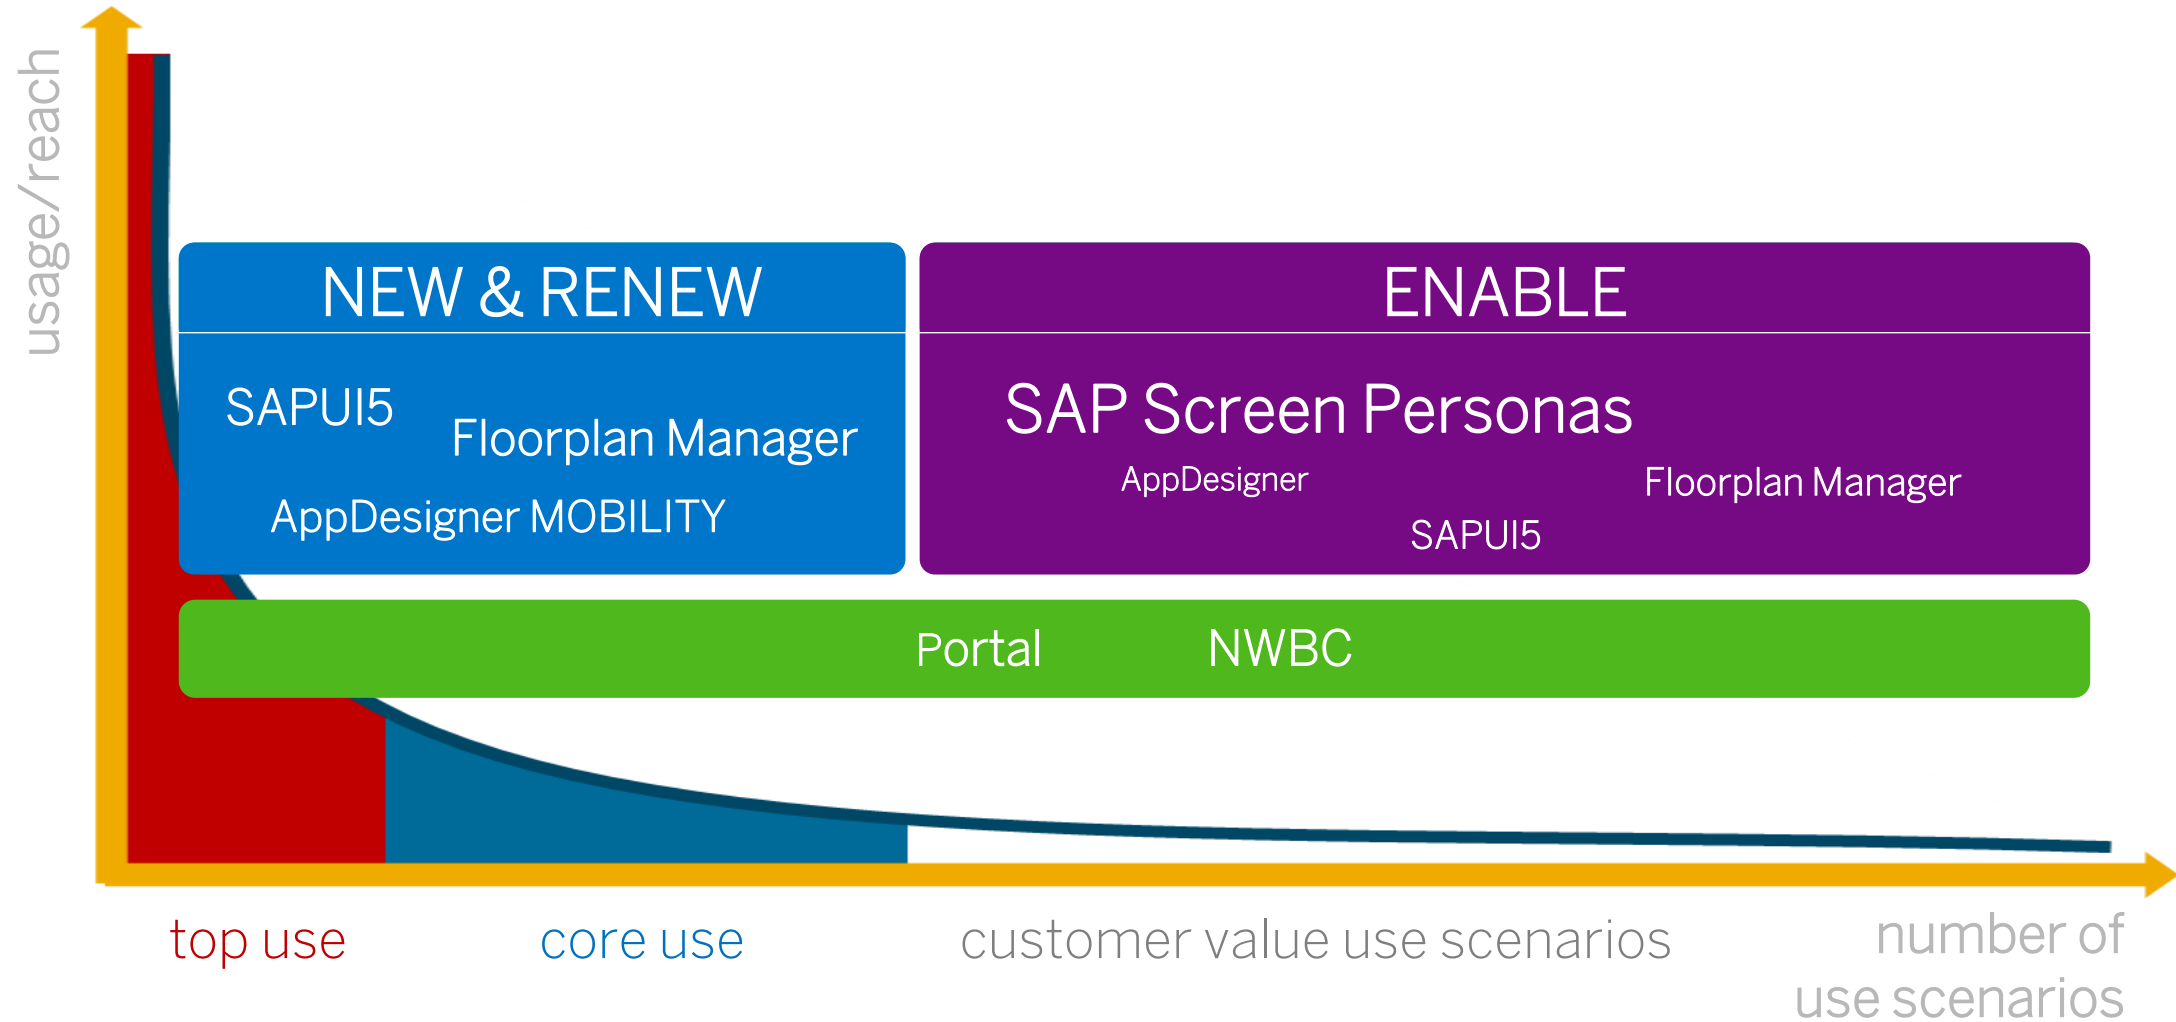 usage/reach
NEW & RENEW
SAPUI5
Floorplan Manager
AppDesigner MOBILITY
ENABLE
SAP Screen Personas
AppDesigner
Floorplan Manager
SAPUI5
Portal
NWBC
top use
core use
customer value use scenarios
number of
use scenarios